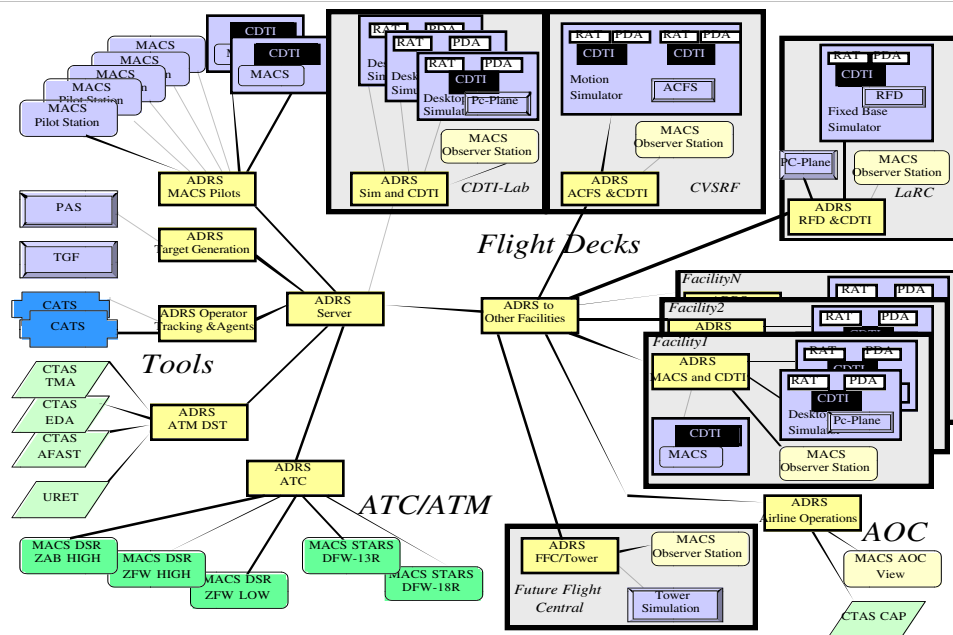 MACS
MACS
MACS
MACS
Pilot Station
MACS
Pilot Station
CDTI
CDTI
MACS
ADRS
MACS Pilots
RAT
PDA
RAT
PDA
RAT
PDA
CDTI
Desktop
Pc-Plane
MACS
Observer Station
ADRS
Sim and CDTI
CDTI-Lab
RAT
PDA
RAT
PDA
CDTI
CDTI
Motion
Simulator
ACFS
MACS
Observer Station
ADRS
ACFS &CDTI
CVSRF
RAT
PDA
CDTI
RFD
Fixed Base
Simulator
PC-Plane
MACS
Observer Station
LaRC
ADRS
RFD &CDTI
PAS
TGF
ADRS
Target Generation
CATS
CATS
ADRS Operator
Tracking &Agents
ADRS
Server
Flight Decks
ADRS to
Other Facilities
Tools
CTAS
TMA
CTAS
EDA
CTAS
AFAST
URET
ADRS
ATM DST
ADRS
ATC
ATC/ATM
MACS DSR
ZAB HIGH
MACS DSR
ZFW HIGH
MACS DSR
ZFW LOW
MACS STARS
DFW-13R
MACS STARS
DFW-18R
FacilityN
RAT
PDA
Facility2
ADRS
RAT
PDA
CDTI
Facility1
ADRS
MACS and CDTI
RAT
PDA
CDTI
RAT
PDA
CDTI
Desktop
Simulator
Pc-Plane
CDTI
MACS
MACS
Observer Station
ADRS
Airline Operations
AOC
MACS AOC
View
CTAS CAP
ADRS
FFC/Tower
MACS
Observer Station
Future Flight
Central
Tower
Simulation